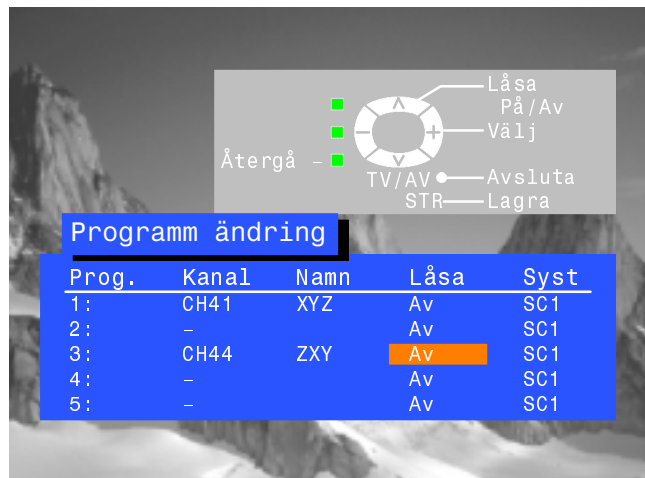 Låsa
På/Av
Välj
Återgå –
TV/AV Avsluta
STR Lagra
Programm ändring
Prog. Kanal Namn Låsa Syst
1: CH41 XYZ Av SC1
2: – Av SC1
3: CH44 ZXY Av SC1
4: – Av SC1
5: – Av SC1